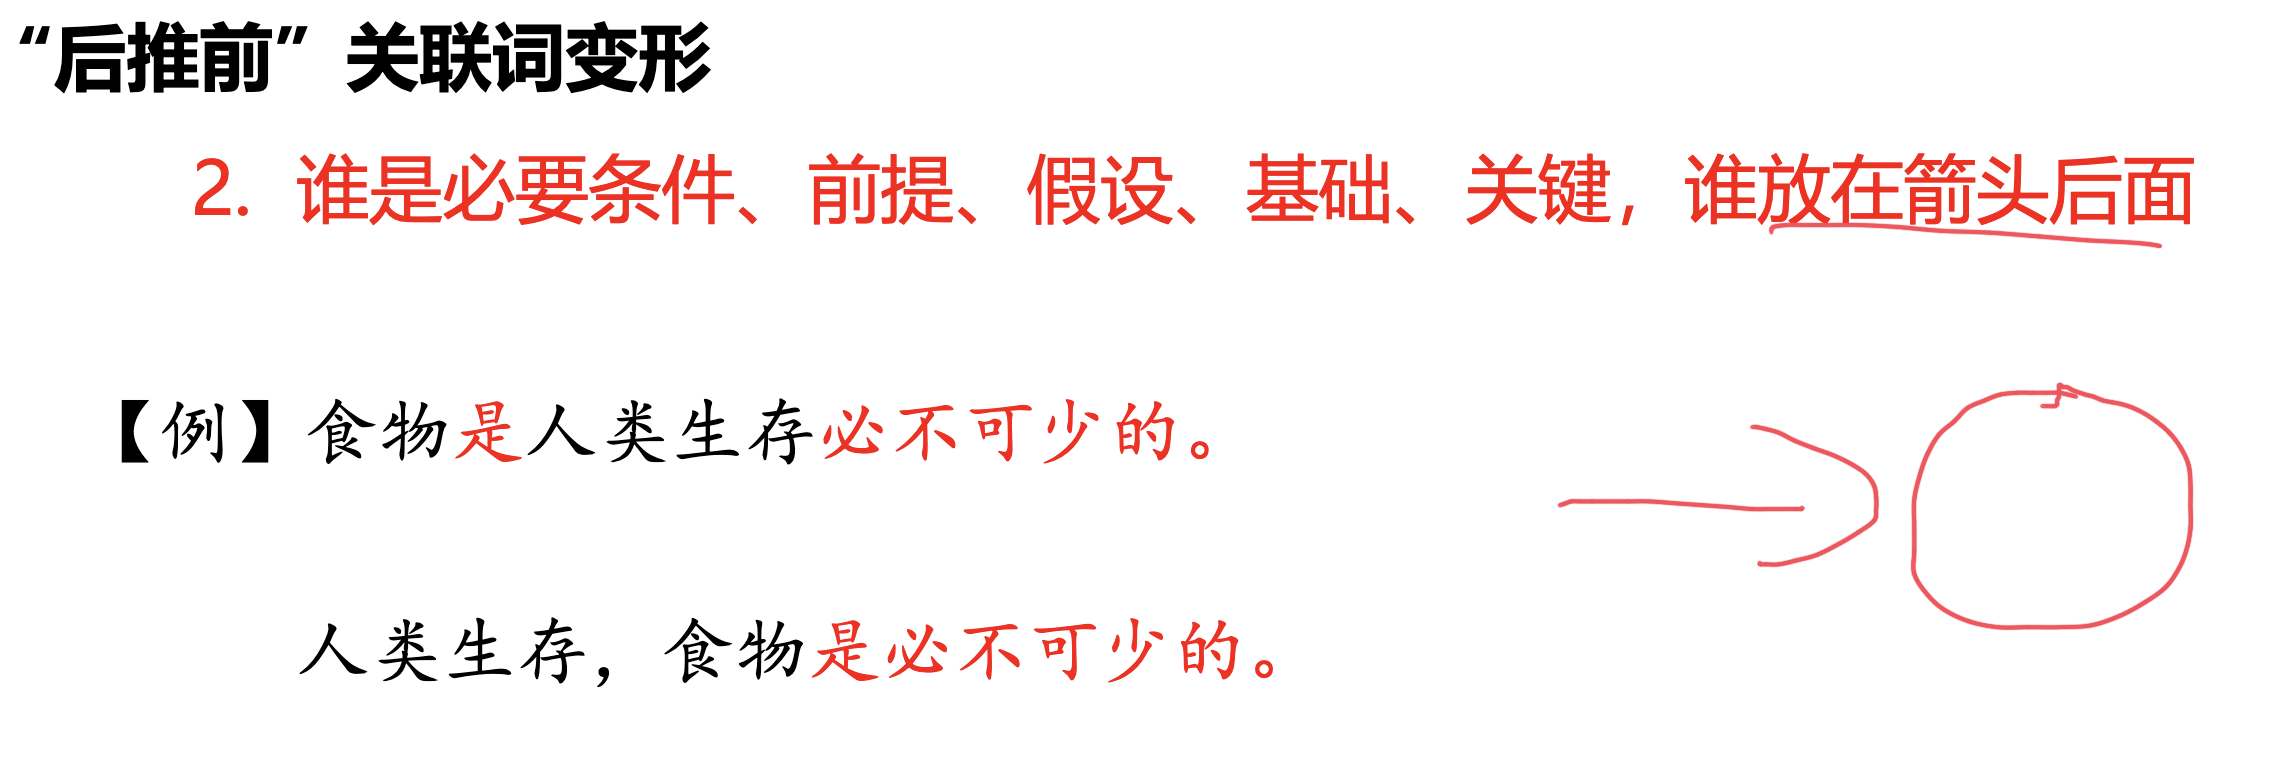 “后推前”关联词变形
2. 谁是必要条件、前提、假设、基础、关键，谁放在箭头后面
【例】食物是人类生存必不可少的。
人类生存，食物是必不可少的。